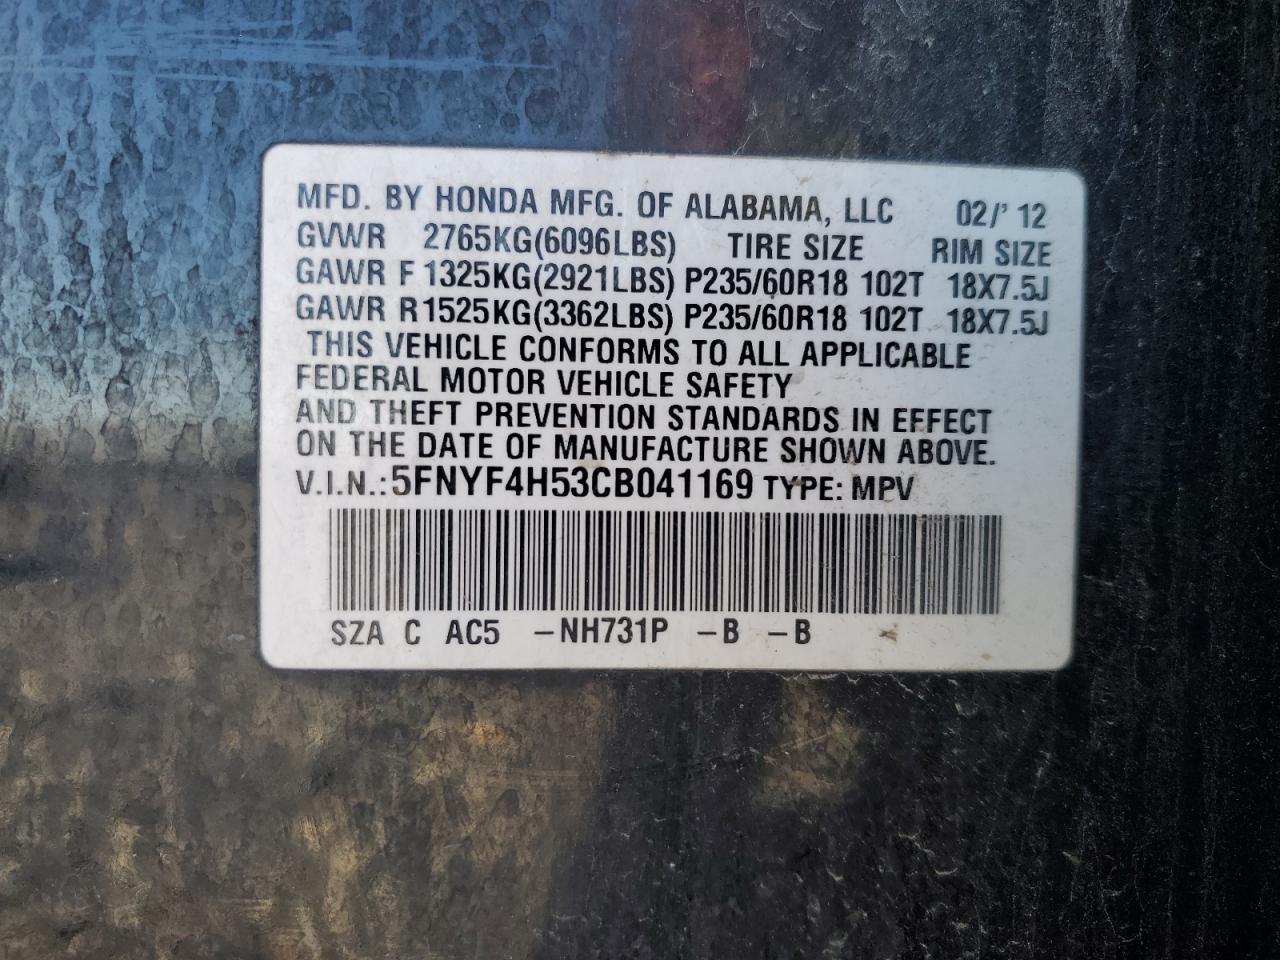 MFD. BY HONDA MFG. OF ALABAMA, LLC 02/' 12
GVWR 2765KG(6096LBS) TIRE SIZE RIM SIZE
GAWR F 1325KG(2921LBS) P235/60R18 102T 18X7.5J
GAWR R1525KG(3362LBS) P235/60R18 102T 18X7.5J
THIS VEHICLE CONFORMS TO ALL APPLICABLE
FEDERAL MOTOR VEHICLE SAFETY
AND THEFT PREVENTION STANDARDS IN EFFECT
ON THE DATE OF MANUFACTURE SHOWN ABOVE.
V.I.N.:5FNYF4H53CB041169 TYPE: MPV
SZA C AC5 –NH731P –B –B